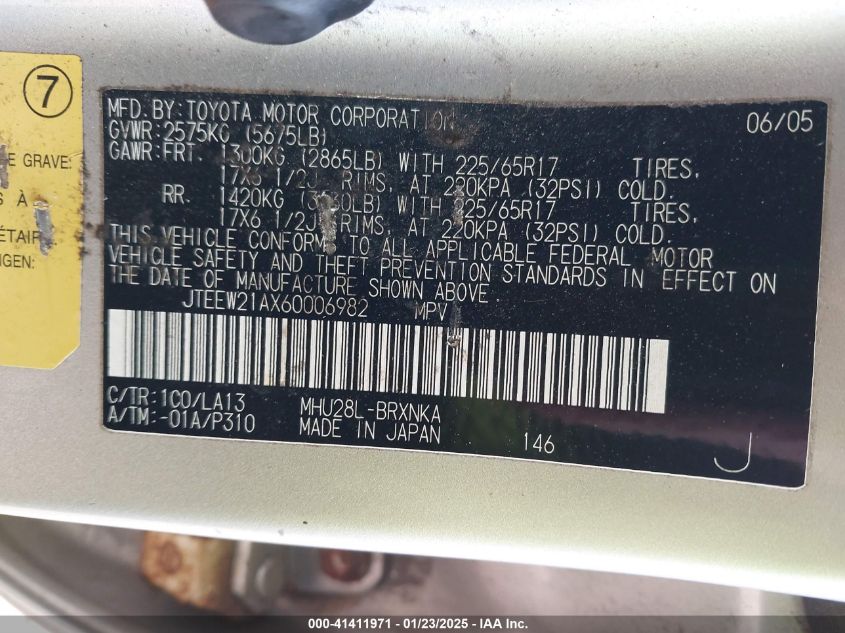 7
E GRAVE:
S À
ÉTAIR
NGEN:
MFD.BY:TOYOTA MOTOR CORPORATION 06/05
GVWR:2575KG (5675LB)
GAWR:FRT. 1300KG (2865LB) WITH 225/65R17 TIRES,
17X6 1/2J RIMS, AT 220KPA (32PSI) COLD.
RR. 1420KG LB) WITH 225/65R17 TIRES,
17X6 1/2J RIMS, AT 220KPA (32PSI) COLD.
THIS VEHICLE CONFORMS TO ALL APPLICABLE FEDERAL MOTOR
VEHICLE SAFETY AND THEFT PREVENTION STANDARDS IN EFFECT ON
THE DATE OF MANUFACTURE SHOWN ABOVE
JTEEW21AX60006982 MPV
C/TR:1C0/LA13 MHU28L-BRXNKA
A/TM:-01A/P310 MADE IN JAPAN 146 J
000-41411971 - 01/23/2025 - IAA Inc.